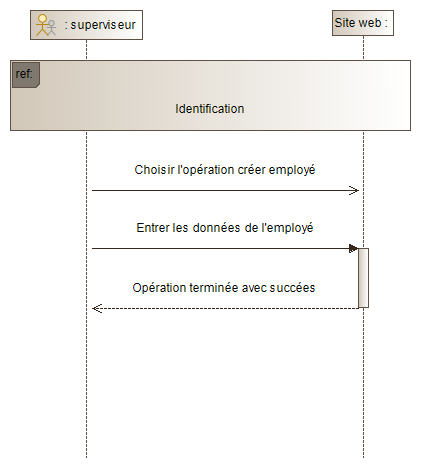 : superviseur
Site web :
ref:
Identification
Choisir l'opération créer employé
Entrer les données de l'employé
Opération terminée avec succées